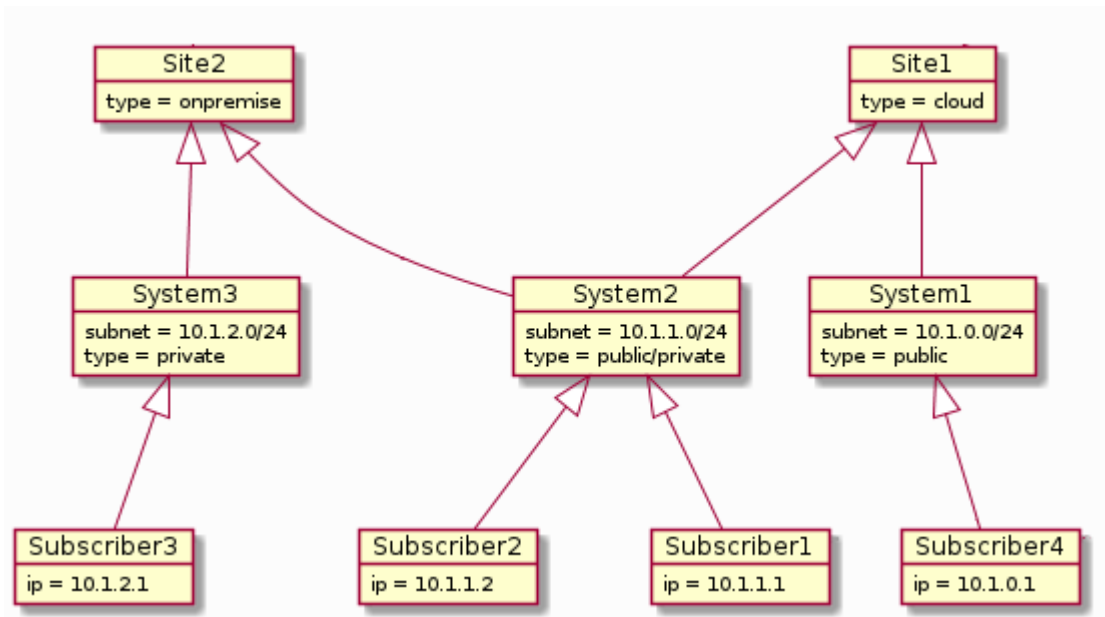 Site2
type = onpremise
Site1
type = cloud
System3
subnet = 10.1.2.0/24
type = private
System2
subnet = 10.1.1.0/24
type = public/private
System1
subnet = 10.1.0.0/24
type = public
Subscriber3
ip = 10.1.2.1
Subscriber2
ip = 10.1.1.2
Subscriber1
ip = 10.1.1.1
Subscriber4
ip = 10.1.0.1